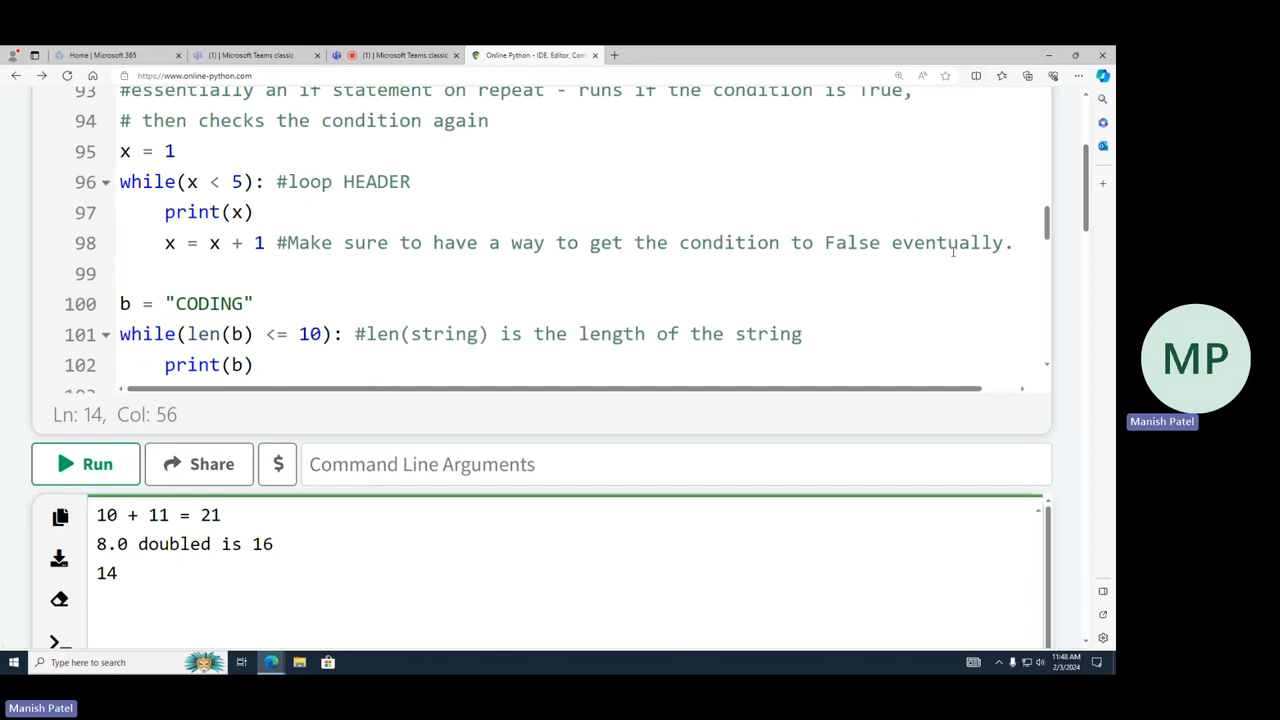 Home | Microsoft 365
(1) | Microsoft Teams classic
(1) | Microsoft Teams classic
Online Python - IDE, Editor, Com
https://www.online-python.com
93 #essentially an if statement on repeat - runs if the condition is True,
94 # then checks the condition again
95 x = 1
96 while(x < 5): #loop HEADER
97 print(x)
98 x = x + 1 #Make sure to have a way to get the condition to False eventually.
99
100 b = "CODING"
101 while(len(b) <= 10): #len(string) is the length of the string
102 print(b)
Ln: 14, Col: 56
Run
Share
$
Command Line Arguments
10 + 11 = 21
8.0 doubled is 16
14
MP
Manish Patel
Type here to search
11:48 AM
2/3/2024
Manish Patel